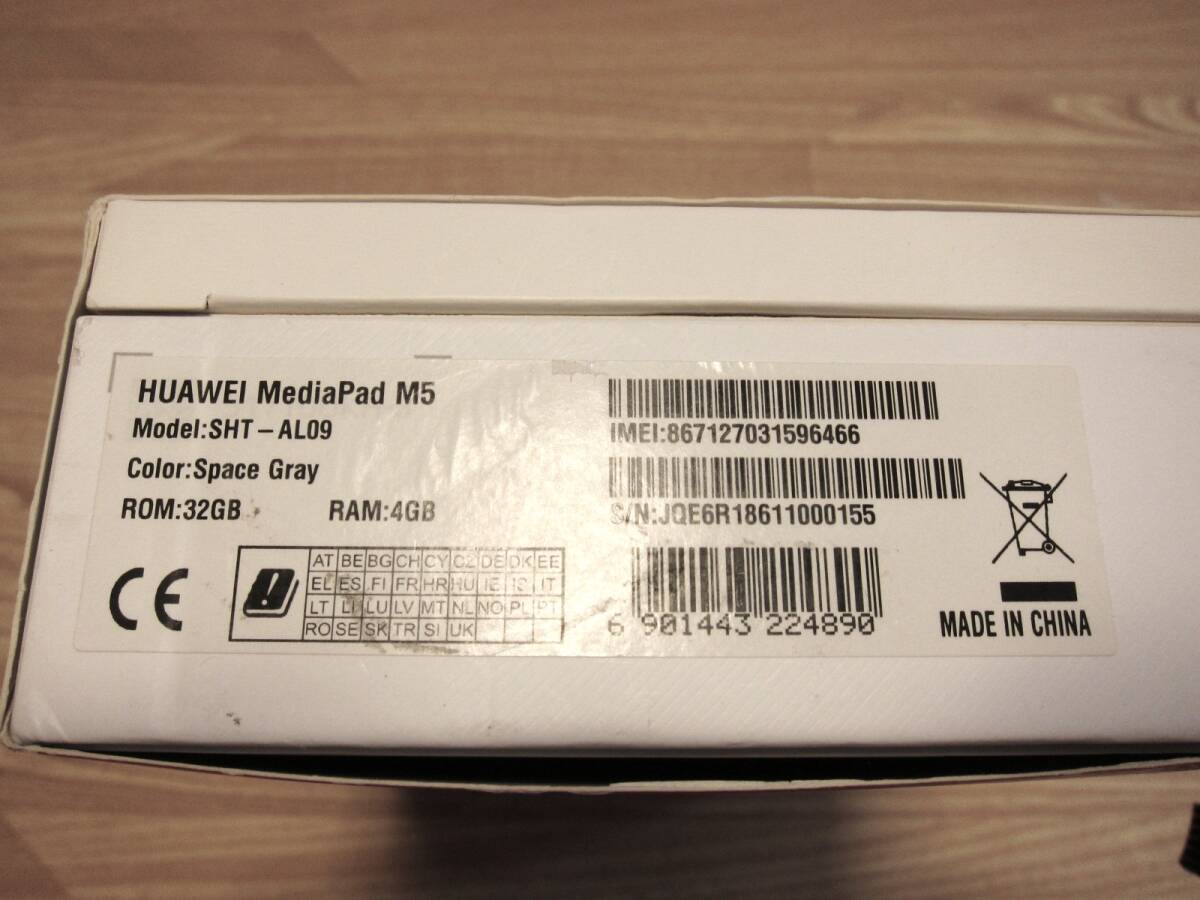 HUAWEI MediaPad M5
Model:SHT-AL09
Color:Space Gray
ROM:32GB RAM:4GB
CE
AT BE BG CH CY CZ DE DK EE
EL ES FI FR HR HU IE IS IT
LT LI LU LV MT NL NO PL PT
RO SE SK TR SI UK
IMEI:867127031596466
S/N:JQE6R18611000155
6 901443 224890
MADE IN CHINA